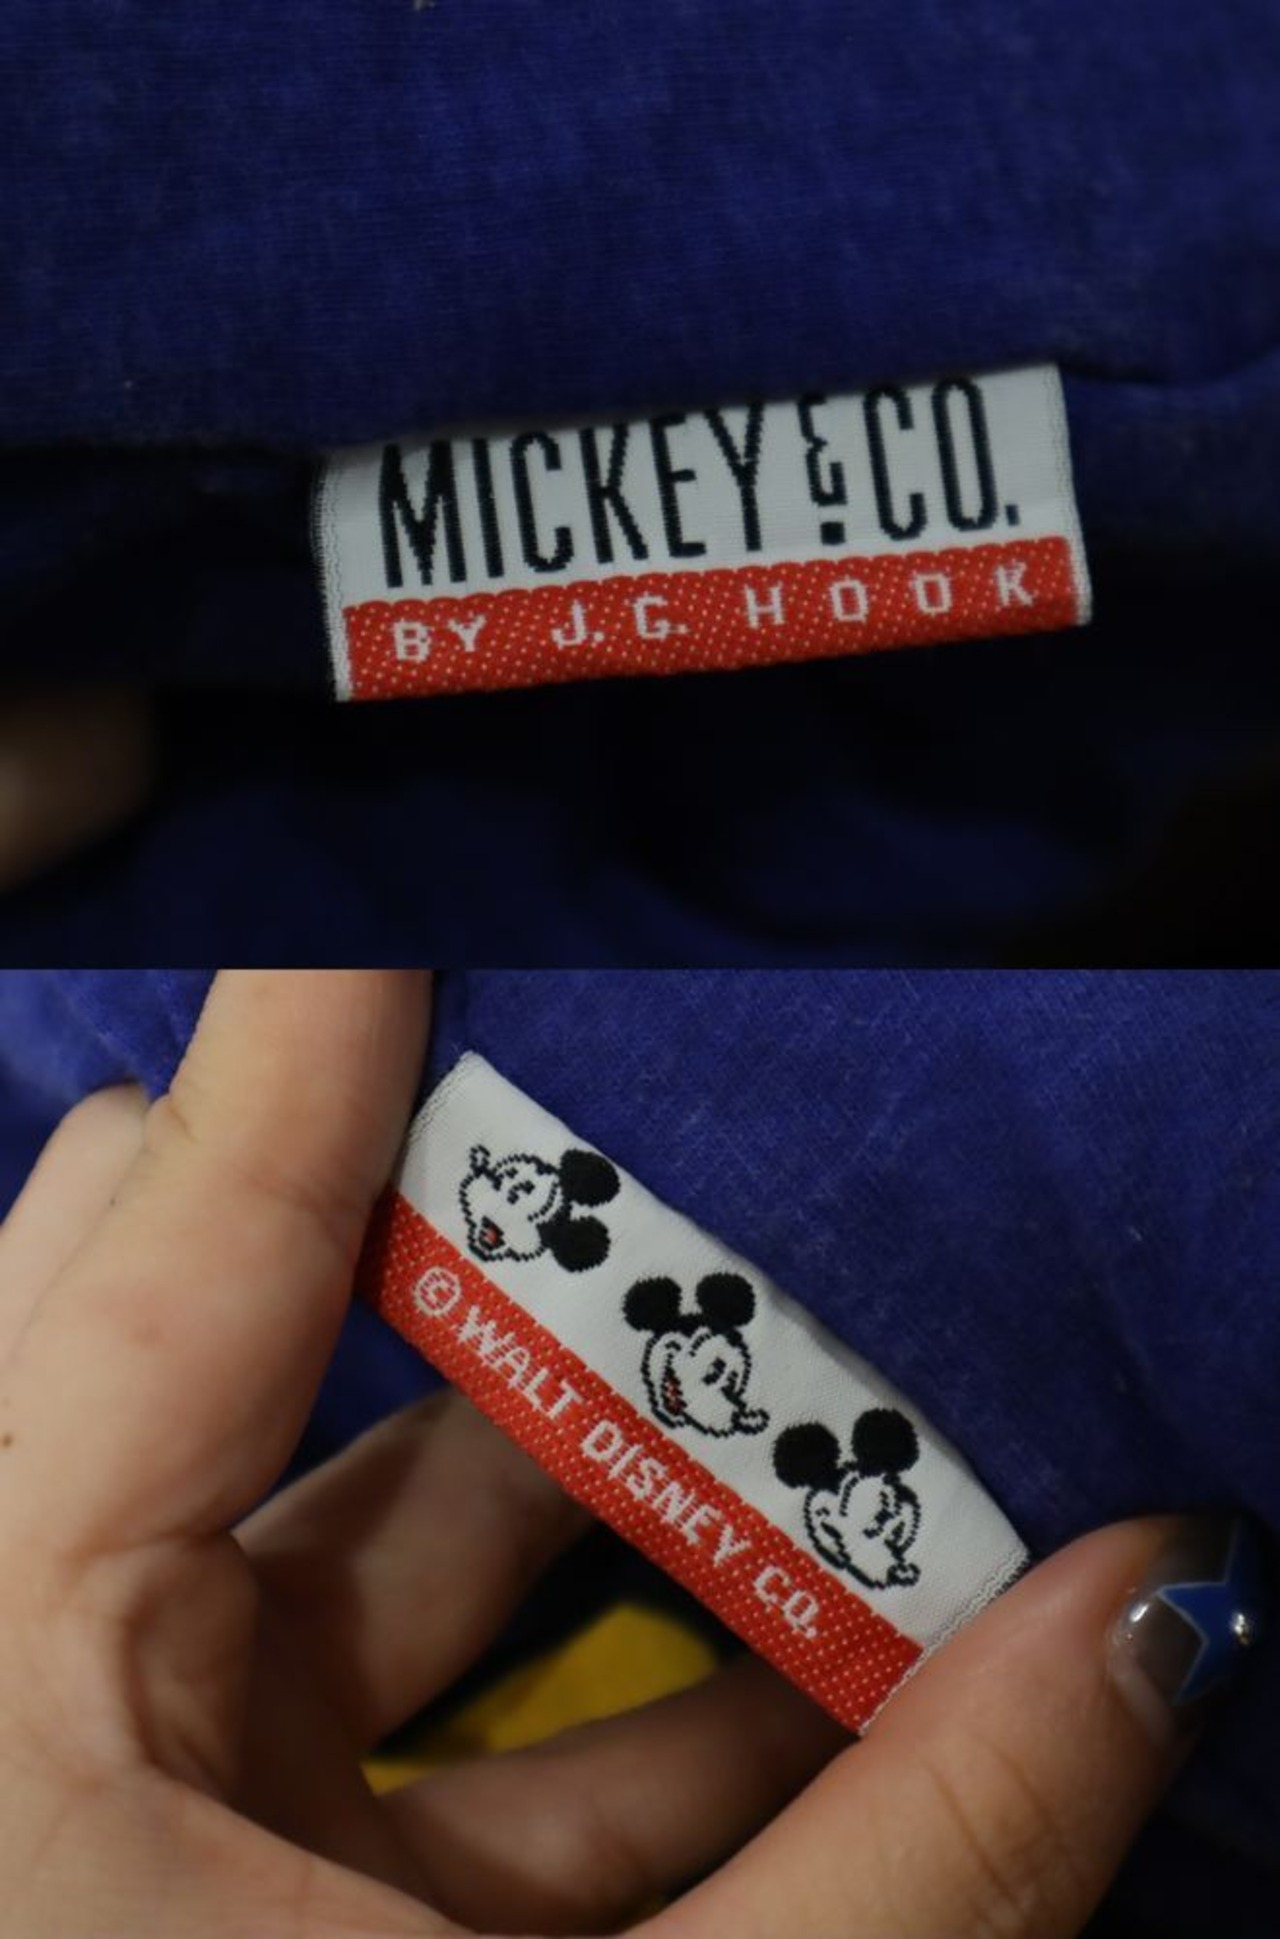 MICKEY & CO.
BY J.G. HOOK
© WALT DISNEY CO.